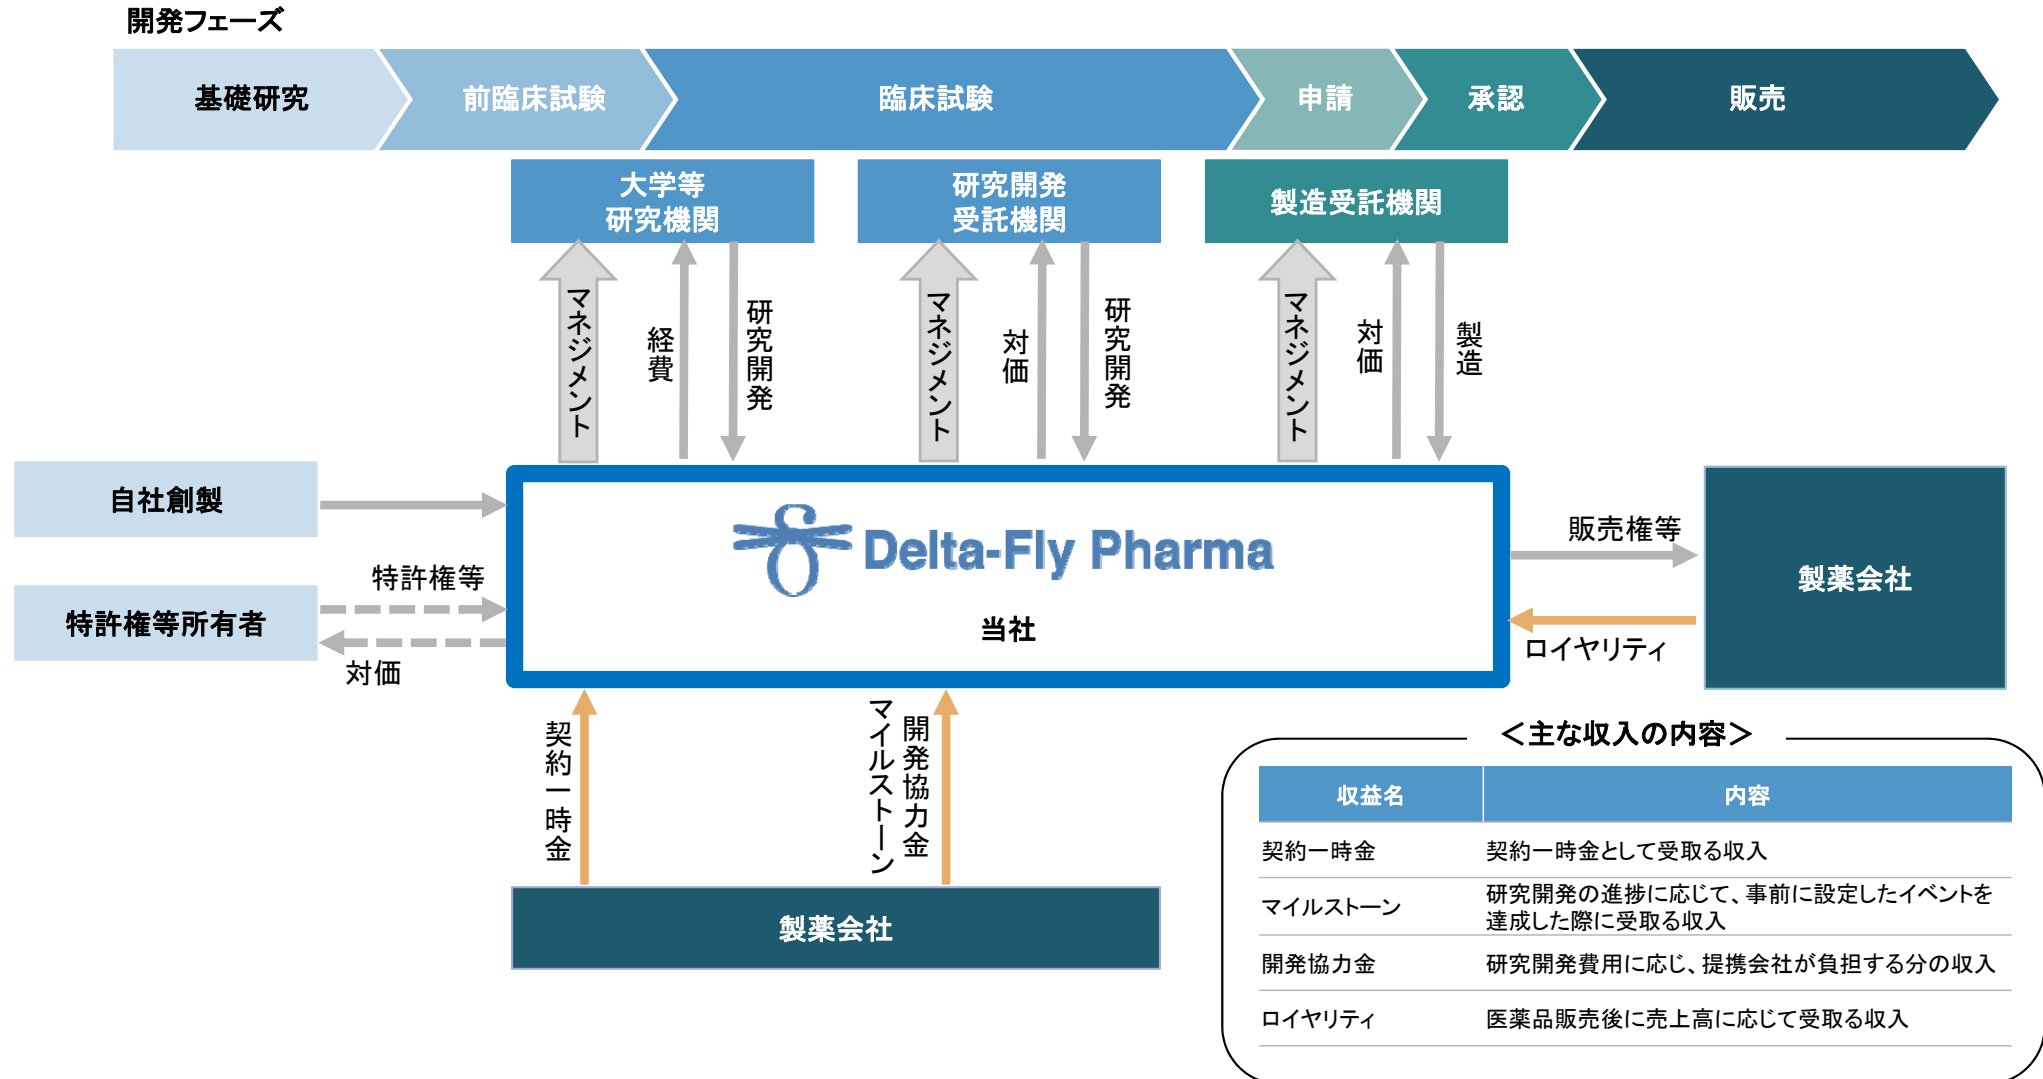 開発フェーズ
基礎研究
前臨床試験
臨床試験
申請
承認
販売
大学等
研究機関
研究開発
受託機関
製造受託機関
マネジメント
経費
研究開発
マネジメント
対価
研究開発
マネジメント
対価
製造
自社創製
特許権等所有者
特許権等
対価
Delta-Fly Pharma
当社
販売権等
ロイヤリティ
製薬会社
契約一時金
マイルストーン
開発協力金
製薬会社
＜主な収入の内容＞
収益名
内容
契約一時金
契約一時金として受取る収入
マイルストーン
研究開発の進捗に応じて、事前に設定したイベントを
達成した際に受取る収入
開発協力金
研究開発費用に応じ、提携会社が負担する分の収入
ロイヤリティ
医薬品販売後に売上高に応じて受取る収入